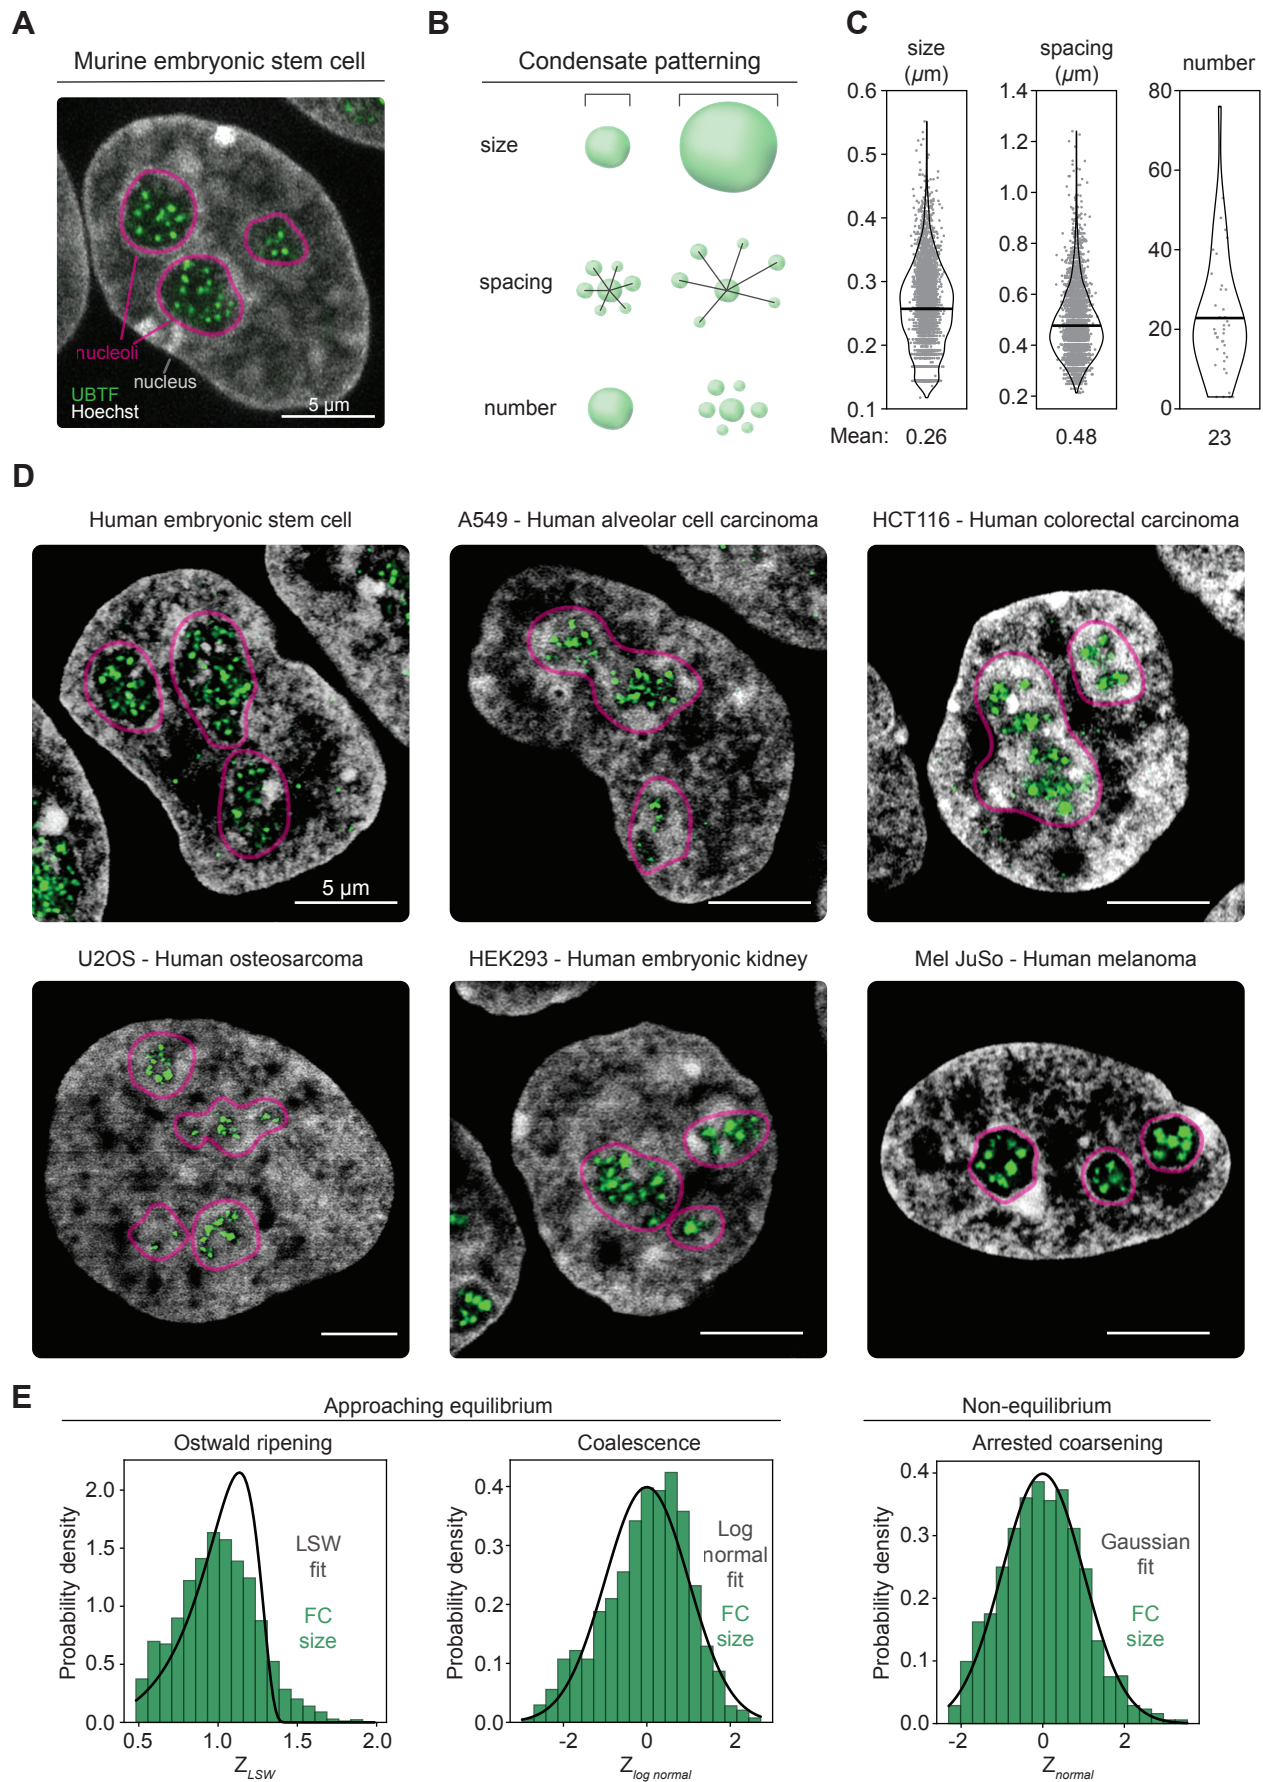 A
Murine embryonic stem cell
nucleoli
nucleus
UBTF
Hoechst
5 µm
B
Condensate patterning
size
spacing
number
C
size
(µm)
0.6
0.5
0.4
0.3
0.2
0.1
spacing
(µm)
1.4
1.2
1.0
0.8
0.6
0.4
0.2
number
80
60
40
20
0
Mean: 0.26 0.48 23
D
Human embryonic stem cell
5 µm
A549 - Human alveolar cell carcinoma
HCT116 - Human colorectal carcinoma
U2OS - Human osteosarcoma
HEK293 - Human embryonic kidney
Mel JuSo - Human melanoma
E
Approaching equilibrium
Non-equilibrium
Ostwald ripening
Probability density
2.0
1.5
1.0
0.5
0.0
LSW
fit
FC
size
0.5 1.0 1.5 2.0
Z_LSW
Coalescence
Probability density
0.4
0.3
0.2
0.1
0.0
Log
normal
fit
FC
size
-2 0 2
Z_log normal
Arrested coarsening
Probability density
0.4
0.3
0.2
0.1
0.0
Gaussian
fit
FC
size
-2 0 2
Z_normal